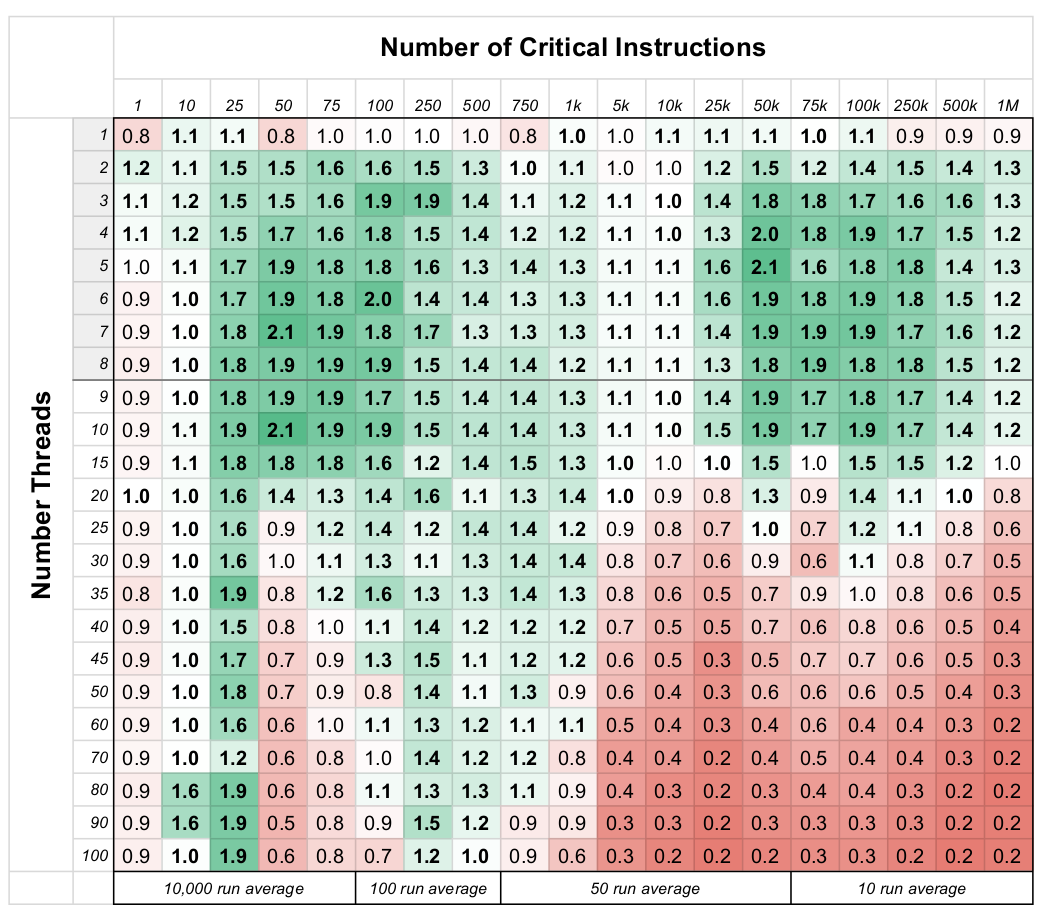 Number of Critical Instructions
1 10 25 50 75 100 250 500 750 1k 5k 10k 25k 50k 75k 100k 250k 500k 1M
Number Threads
1 0.8 1.1 1.1 0.8 1.0 1.0 1.0 1.0 0.8 1.0 1.0 1.1 1.1 1.1 1.0 1.1 0.9 0.9 0.9
2 1.2 1.1 1.5 1.5 1.6 1.6 1.5 1.3 1.0 1.1 1.0 1.0 1.2 1.5 1.2 1.4 1.5 1.4 1.3
3 1.1 1.2 1.5 1.5 1.6 1.9 1.9 1.4 1.1 1.2 1.1 1.0 1.4 1.8 1.8 1.7 1.6 1.6 1.3
4 1.1 1.2 1.5 1.7 1.6 1.8 1.5 1.4 1.2 1.2 1.1 1.0 1.3 2.0 1.8 1.9 1.7 1.5 1.2
5 1.0 1.1 1.7 1.9 1.8 1.8 1.6 1.3 1.4 1.3 1.1 1.1 1.6 2.1 1.6 1.8 1.8 1.4 1.3
6 0.9 1.0 1.7 1.9 1.8 2.0 1.4 1.4 1.3 1.3 1.1 1.1 1.6 1.9 1.8 1.9 1.8 1.5 1.2
7 0.9 1.0 1.8 2.1 1.9 1.8 1.7 1.3 1.3 1.3 1.1 1.1 1.4 1.9 1.9 1.9 1.7 1.6 1.2
8 0.9 1.0 1.8 1.9 1.9 1.9 1.5 1.4 1.4 1.2 1.1 1.1 1.3 1.8 1.9 1.8 1.8 1.5 1.2
9 0.9 1.0 1.8 1.9 1.9 1.7 1.5 1.4 1.4 1.3 1.1 1.0 1.4 1.9 1.7 1.8 1.7 1.4 1.2
10 0.9 1.1 1.9 2.1 1.9 1.9 1.5 1.4 1.4 1.3 1.1 1.0 1.5 1.9 1.7 1.9 1.7 1.4 1.2
15 0.9 1.1 1.8 1.8 1.8 1.6 1.2 1.4 1.5 1.3 1.0 1.0 1.0 1.5 1.0 1.5 1.5 1.2 1.0
20 1.0 1.0 1.6 1.4 1.3 1.4 1.6 1.1 1.3 1.4 1.0 0.9 0.8 1.3 0.9 1.4 1.1 1.0 0.8
25 0.9 1.0 1.6 0.9 1.2 1.4 1.2 1.4 1.4 1.2 0.9 0.8 0.7 1.0 0.7 1.2 1.1 0.8 0.6
30 0.9 1.0 1.6 1.0 1.1 1.3 1.1 1.3 1.4 1.4 0.8 0.7 0.6 0.9 0.6 1.1 0.8 0.7 0.5
35 0.8 1.0 1.9 0.8 1.2 1.6 1.3 1.3 1.4 1.3 0.8 0.6 0.5 0.7 0.9 1.0 0.8 0.6 0.5
40 0.9 1.0 1.5 0.8 1.0 1.1 1.4 1.2 1.2 1.2 0.7 0.5 0.5 0.7 0.6 0.8 0.6 0.5 0.4
45 0.9 1.0 1.7 0.7 0.9 1.3 1.5 1.1 1.2 1.2 0.6 0.5 0.3 0.5 0.7 0.7 0.6 0.5 0.3
50 0.9 1.0 1.8 0.7 0.9 0.8 1.4 1.1 1.3 0.9 0.6 0.4 0.3 0.6 0.6 0.6 0.5 0.4 0.3
60 0.9 1.0 1.6 0.6 1.0 1.1 1.3 1.2 1.1 1.1 0.5 0.4 0.3 0.4 0.6 0.4 0.4 0.3 0.2
70 0.9 1.0 1.2 0.6 0.8 1.0 1.4 1.2 1.2 0.8 0.4 0.4 0.2 0.4 0.5 0.4 0.4 0.3 0.2
80 0.9 1.6 1.9 0.6 0.8 1.1 1.3 1.3 1.1 0.9 0.4 0.3 0.2 0.3 0.4 0.4 0.3 0.2 0.2
90 0.9 1.6 1.9 0.5 0.8 0.9 1.5 1.2 0.9 0.9 0.3 0.3 0.2 0.3 0.3 0.3 0.3 0.2 0.2
100 0.9 1.0 1.9 0.6 0.8 0.7 1.2 1.0 0.9 0.6 0.3 0.2 0.2 0.2 0.3 0.3 0.2 0.2 0.2
10,000 run average 100 run average 50 run average 10 run average